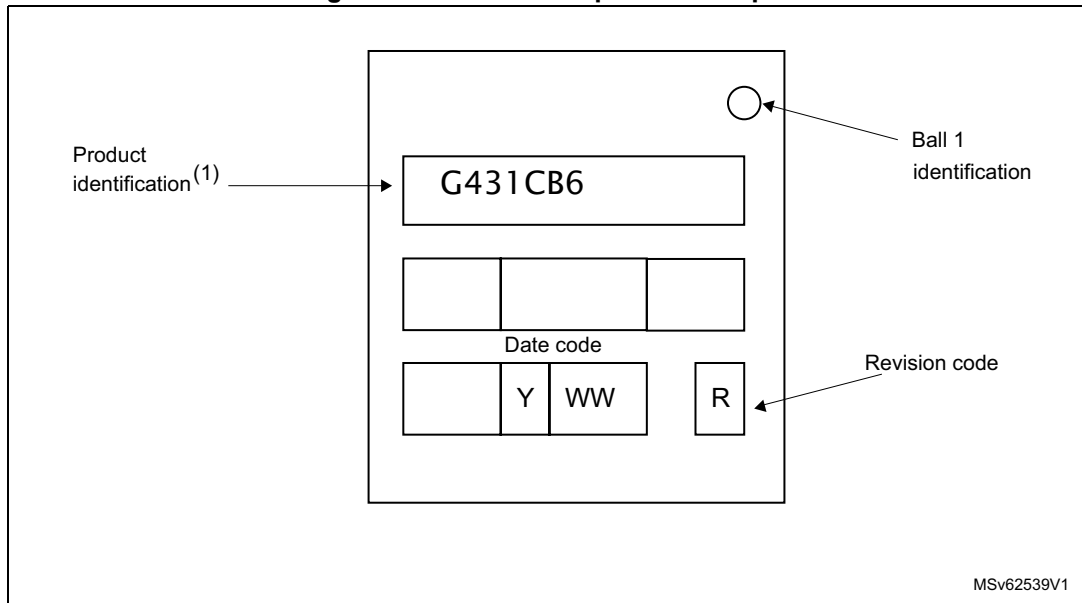 Product
identification(1)
G431CB6
Ball 1
identification
Date code
Y WW R
Revision code
MSv62539V1